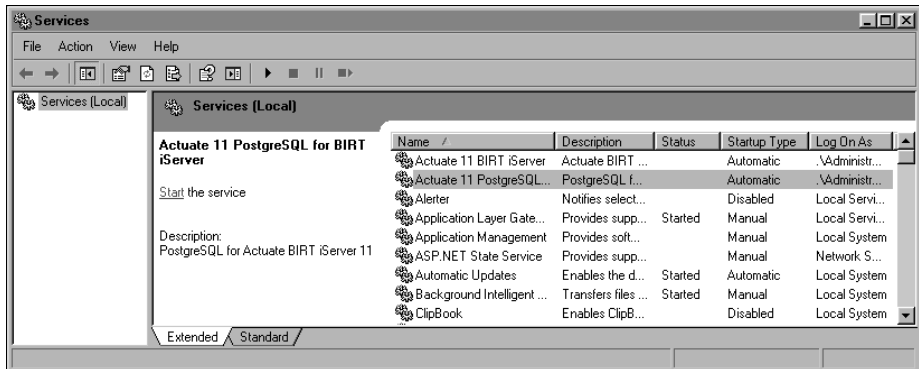 Services
File Action View Help
Services (Local)
Services (Local)
Actuate 11 PostgreSQL for BIRT
iServer
Start the service
Description:
PostgreSQL for Actuate BIRT iServer 11
Name Description Status Startup Type Log On As
Actuate 11 BIRT iServer Actuate BIRT ... Automatic .\Administr...
Actuate 11 PostgreSQL... PostgreSQL f... Automatic .\Administr...
Alerter Notifies select... Disabled Local Servi...
Application Layer Gate... Provides supp... Started Manual Local Servi...
Application Management Provides soft... Manual Local System
ASP.NET State Service Provides supp... Manual Network S...
Automatic Updates Enables the d... Started Automatic Local System
Background Intelligent ... Transfers files ... Started Manual Local System
ClipBook Enables ClipB... Disabled Local System
Extended Standard